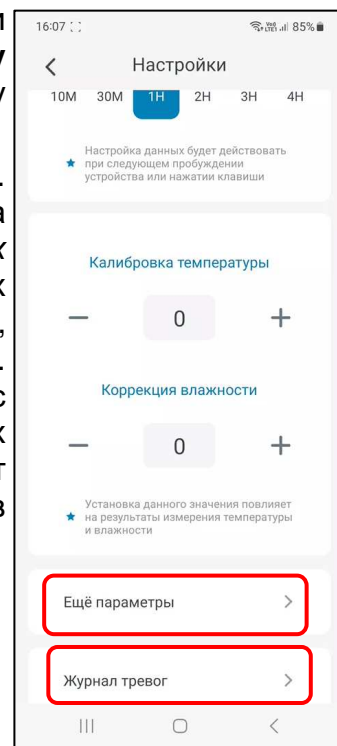 и
у
у
.
а
к
х
,
.
с
к
т
в
16:07
Vo)) LTE1 85%
Настройки
10M 30M 1H 2H 3H 4H
Настройка данных будет действовать
при следующем пробуждении
устройства или нажатии клавиши
Калибровка температуры
— 0 +
Коррекция влажности
— 0 +
Установка данного значения повлияет
на результаты измерения температуры
и влажности
Ещё параметры
Журнал тревог